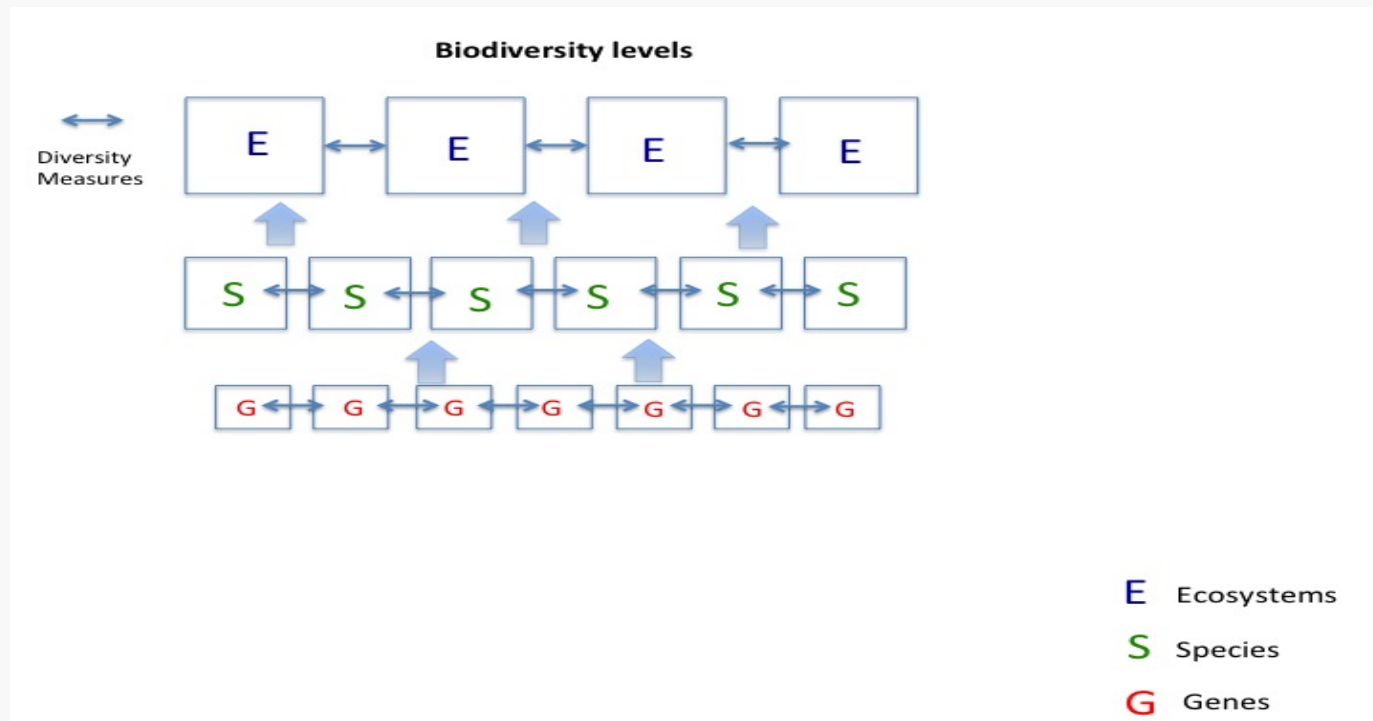 Biodiversity levels
Diversity
Measures
E E E E
S S S S S S
G G G G G G G
E Ecosystems
S Species
G Genes